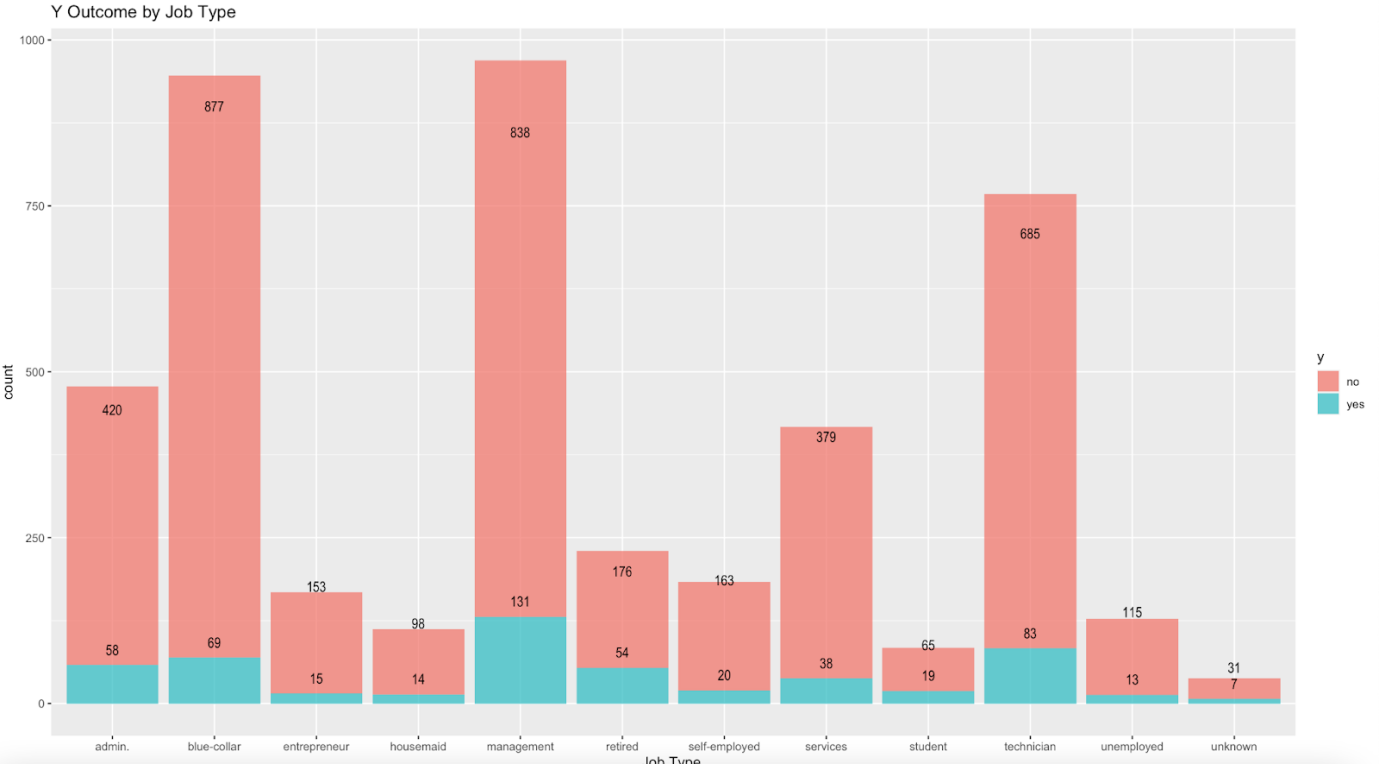 Y Outcome by Job Type
1000
877
838
750
685
y
count
500
no
420
yes
379
250
176
153
163
131
115
98
58
69
54
65
83
15
14
20
38
19
13
31
7
0
admin.
blue-collar
entrepreneur
housemaid
management
retired
self-employed
services
student
technician
unemployed
unknown
Job Type